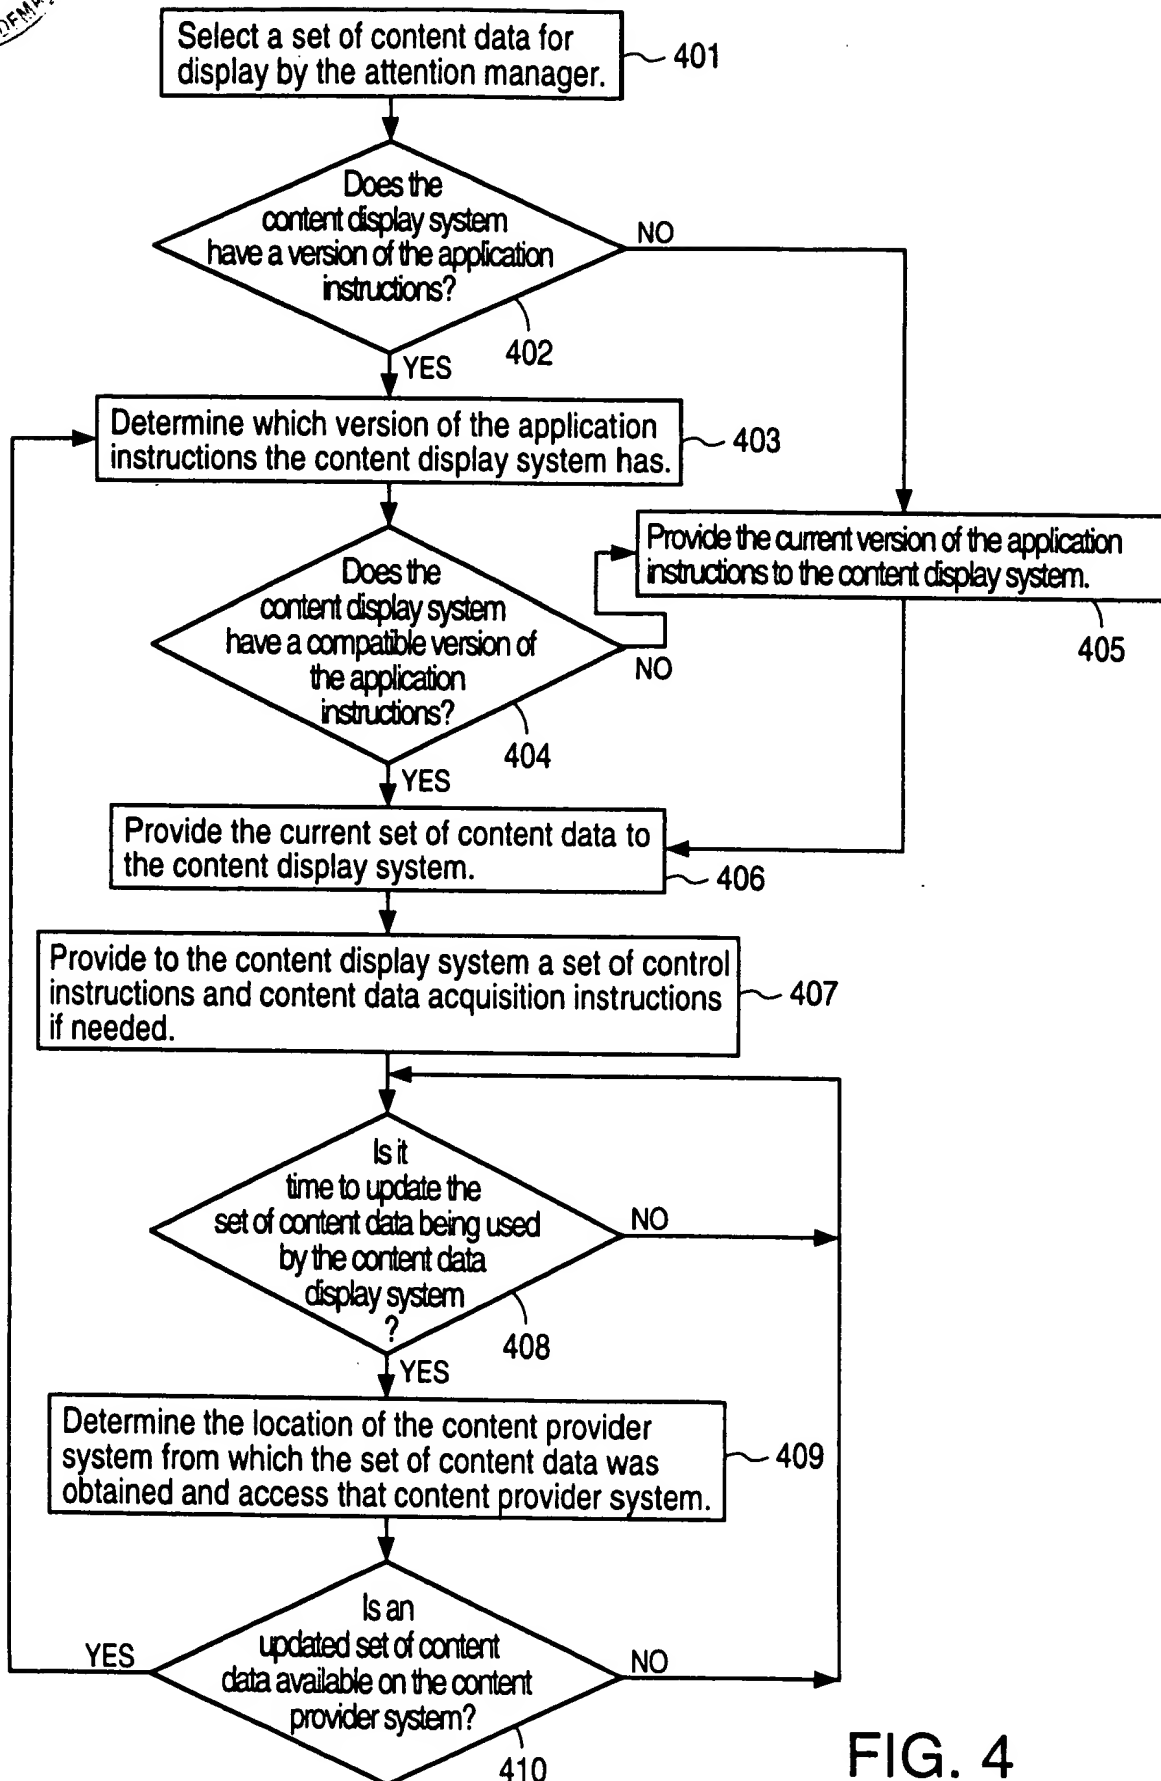 Select a set of content data for
display by the attention manager.
401
Does the
content display system
have a version of the application
instructions?
NO
402
YES
Determine which version of the application
instructions the content display system has.
403
Provide the current version of the application
instructions to the content display system.
405
Does the
content display system
have a compatible version of
the application
instructions?
NO
404
YES
Provide the current set of content data to
the content display system.
406
Provide to the content display system a set of control
instructions and content data acquisition instructions
if needed.
407
Is it
time to update the
set of content data being used
by the content data
display system
?
NO
408
YES
Determine the location of the content provider
system from which the set of content data was
obtained and access that content provider system.
409
Is an
updated set of content
data available on the content
provider system?
YES
NO
410
FIG. 4